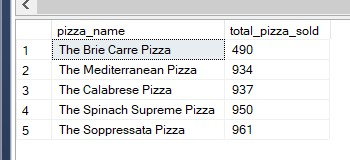 pizza_name total_pizza_sold
1 The Brie Carre Pizza 490
2 The Mediterranean Pizza 934
3 The Calabrese Pizza 937
4 The Spinach Supreme Pizza 950
5 The Soppressata Pizza 961